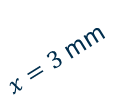 x = 3 mm